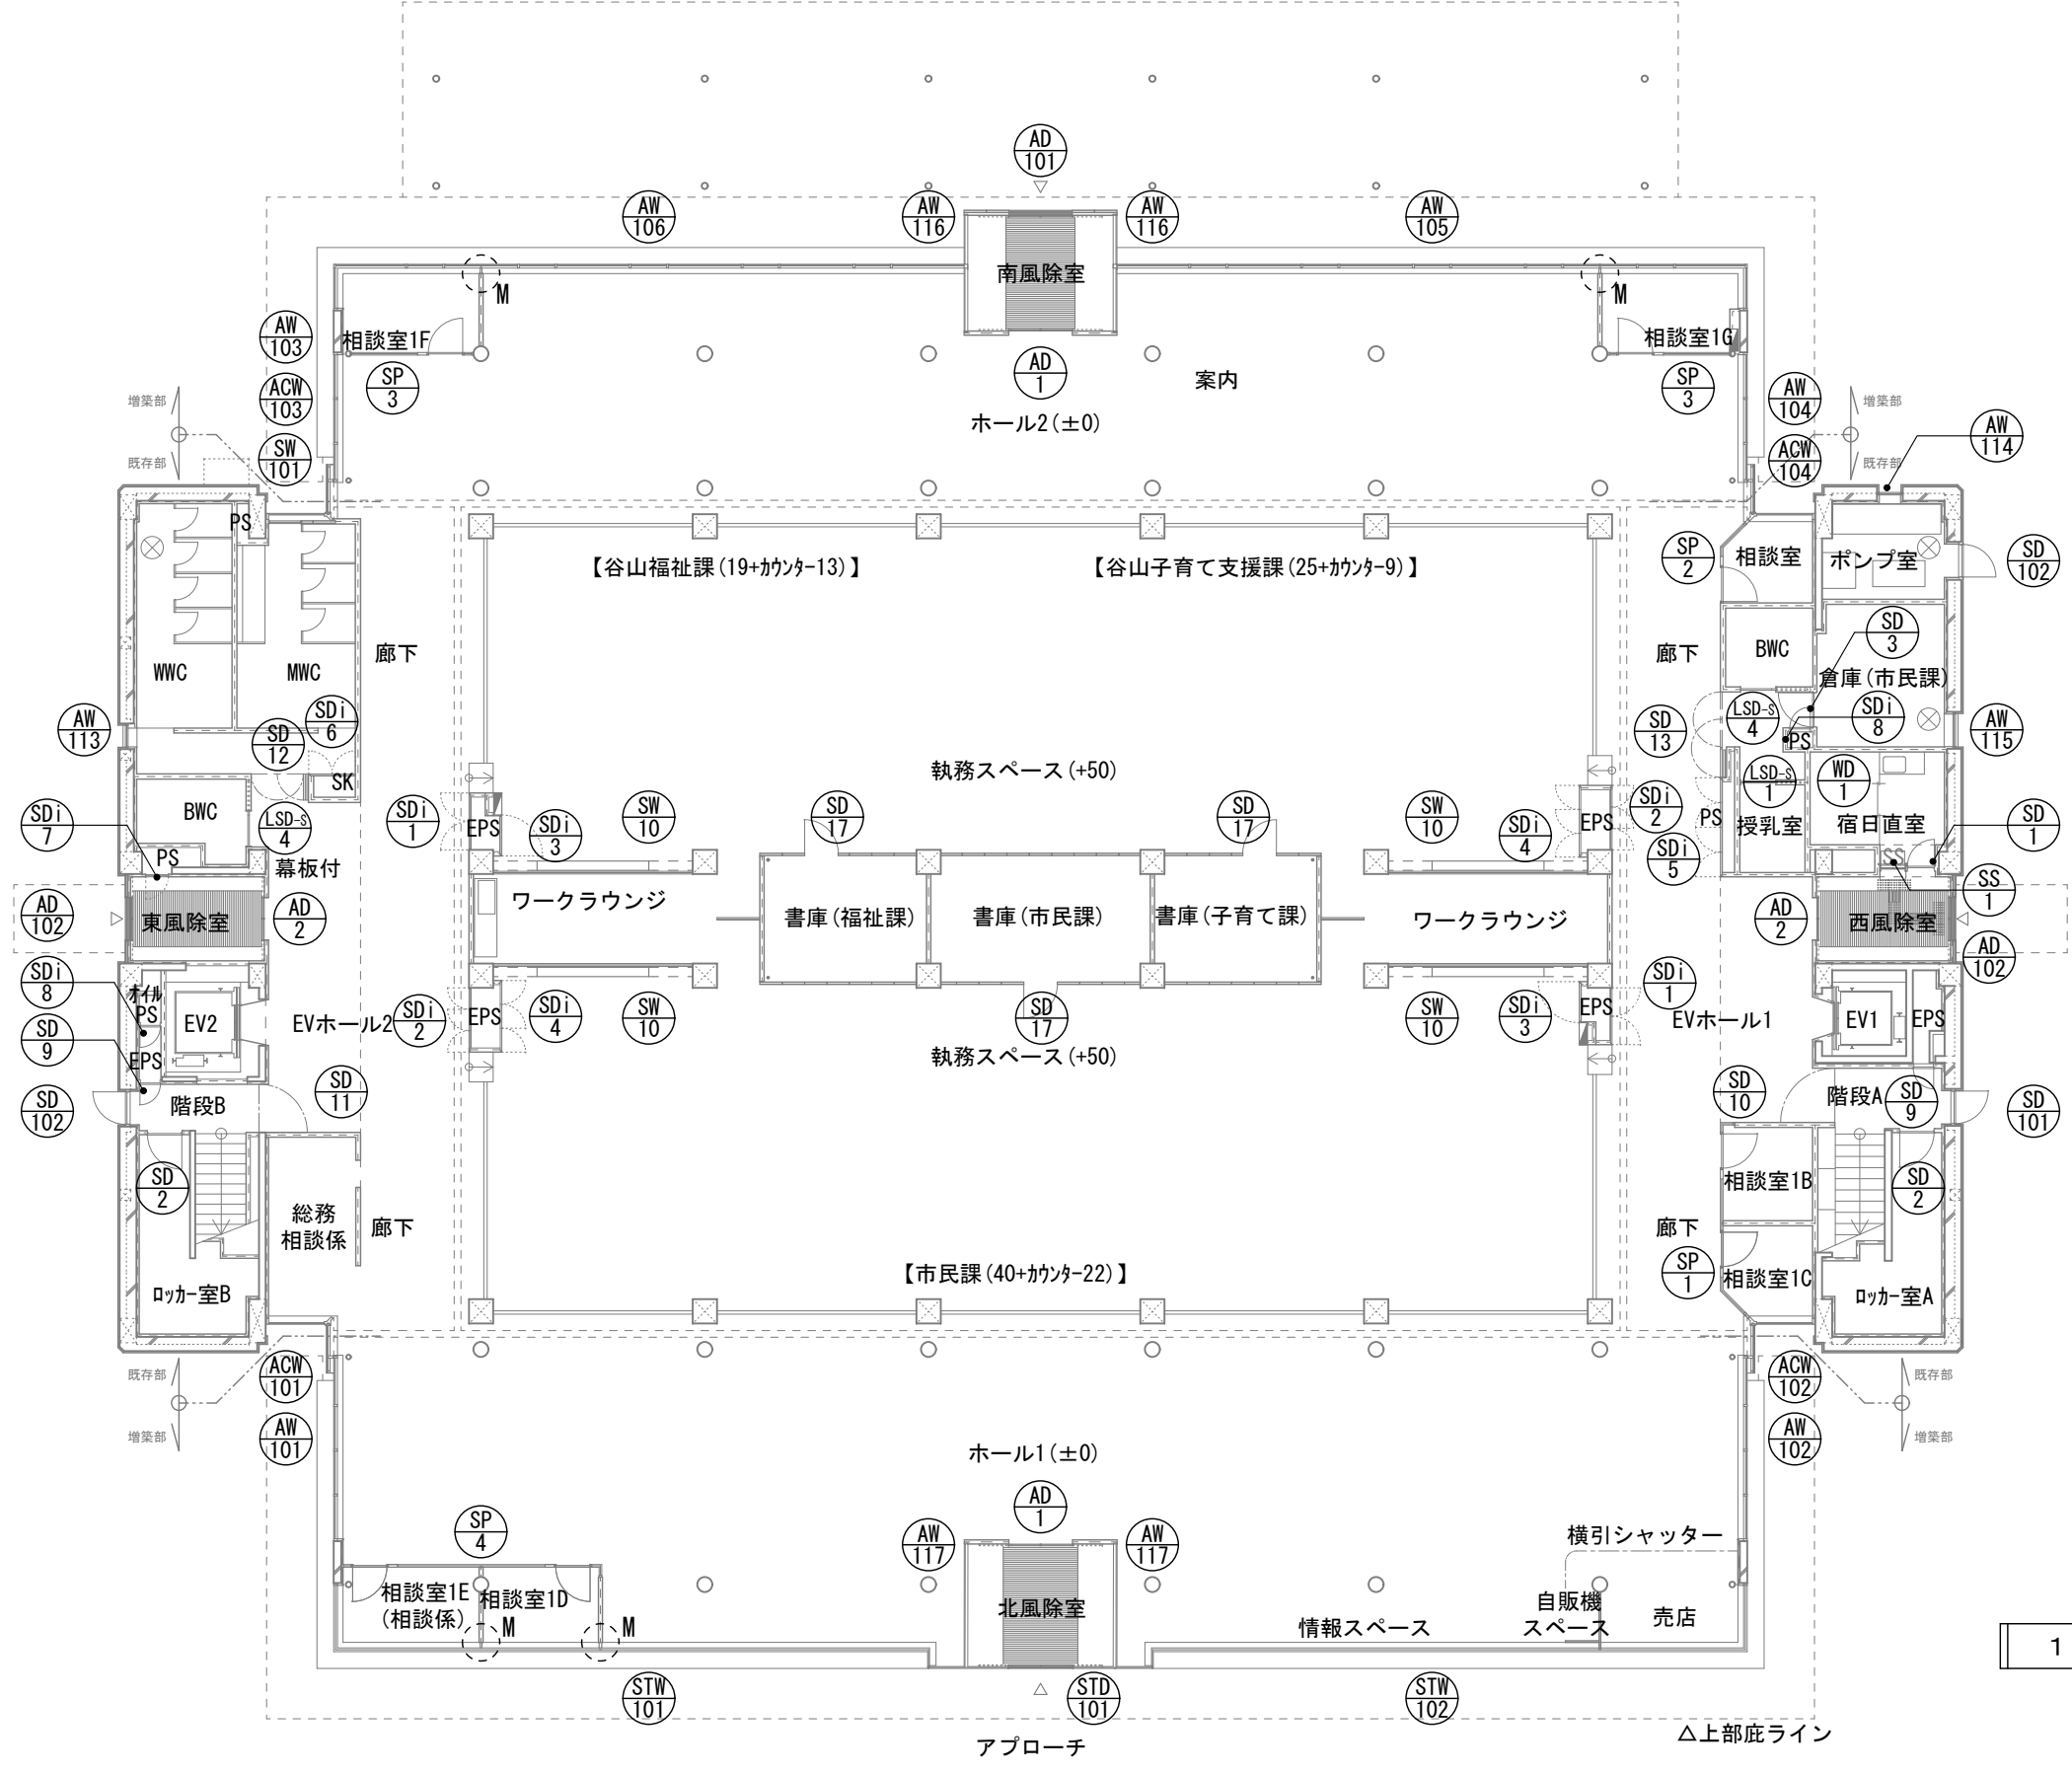 AD
101
AW
106
AW
116
AW
116
AW
105
南風除室
M
M
AW
103
相談室1F
相談室1G
SP
3
AD
1
案内
SP
3
ACW
103
AW
104
増築部
増築部
ホール2(±0)
AW
114
SW
101
ACW
104
既存部
既存部
PS
【谷山福祉課(19+カウンター13)】
【谷山子育て支援課(25+カウンター9)】
SP
2
相談室
ポンプ室
SD
102
SD
3
廊下
廊下
BWC
WWC
MWC
倉庫(市民課)
SDi
6
LSD-S
4
SDi
8
AW
113
SD
12
SD
13
PS
AW
115
執務スペース(+50)
SK
LSD-S
1
WD
1
BWC
SDi
7
LSD-S
4
SDi
1
EPS
SDi
3
SW
10
SD
17
SD
17
SW
10
SDi
4
EPS
SDi
2
PS
授乳室
宿日直室
SD
1
PS
幕板付
SDi
5
SS
SS
1
ワークラウンジ
ワークラウンジ
AD
102
東風除室
AD
2
書庫(福祉課)
書庫(市民課)
書庫(子育て課)
AD
2
西風除室
AD
102
SDi
8
オイル
PS
EV2
EVホール2
SDi
2
EPS
SDi
4
SW
10
SD
17
SW
10
SDi
3
EPS
SDi
1
EVホール1
EV1
EPS
SD
9
EPS
執務スペース(+50)
SD
102
階段B
SD
11
SD
10
階段A
SD
9
SD
101
SD
2
相談室1B
SD
2
総務
相談係
廊下
廊下
ロッカー室B
【市民課(40+カウンター22)】
SP
1
相談室1C
ロッカー室A
既存部
ACW
101
ACW
102
既存部
増築部
AW
101
AW
102
増築部
ホール1(±0)
AD
1
SP
4
AW
117
AW
117
横引シャッター
相談室1E
(相談係)
相談室1D
北風除室
自販機
スペース
売店
情報スペース
M
M
1
STW
101
STD
101
STW
102
△上部庇ライン
アプローチ